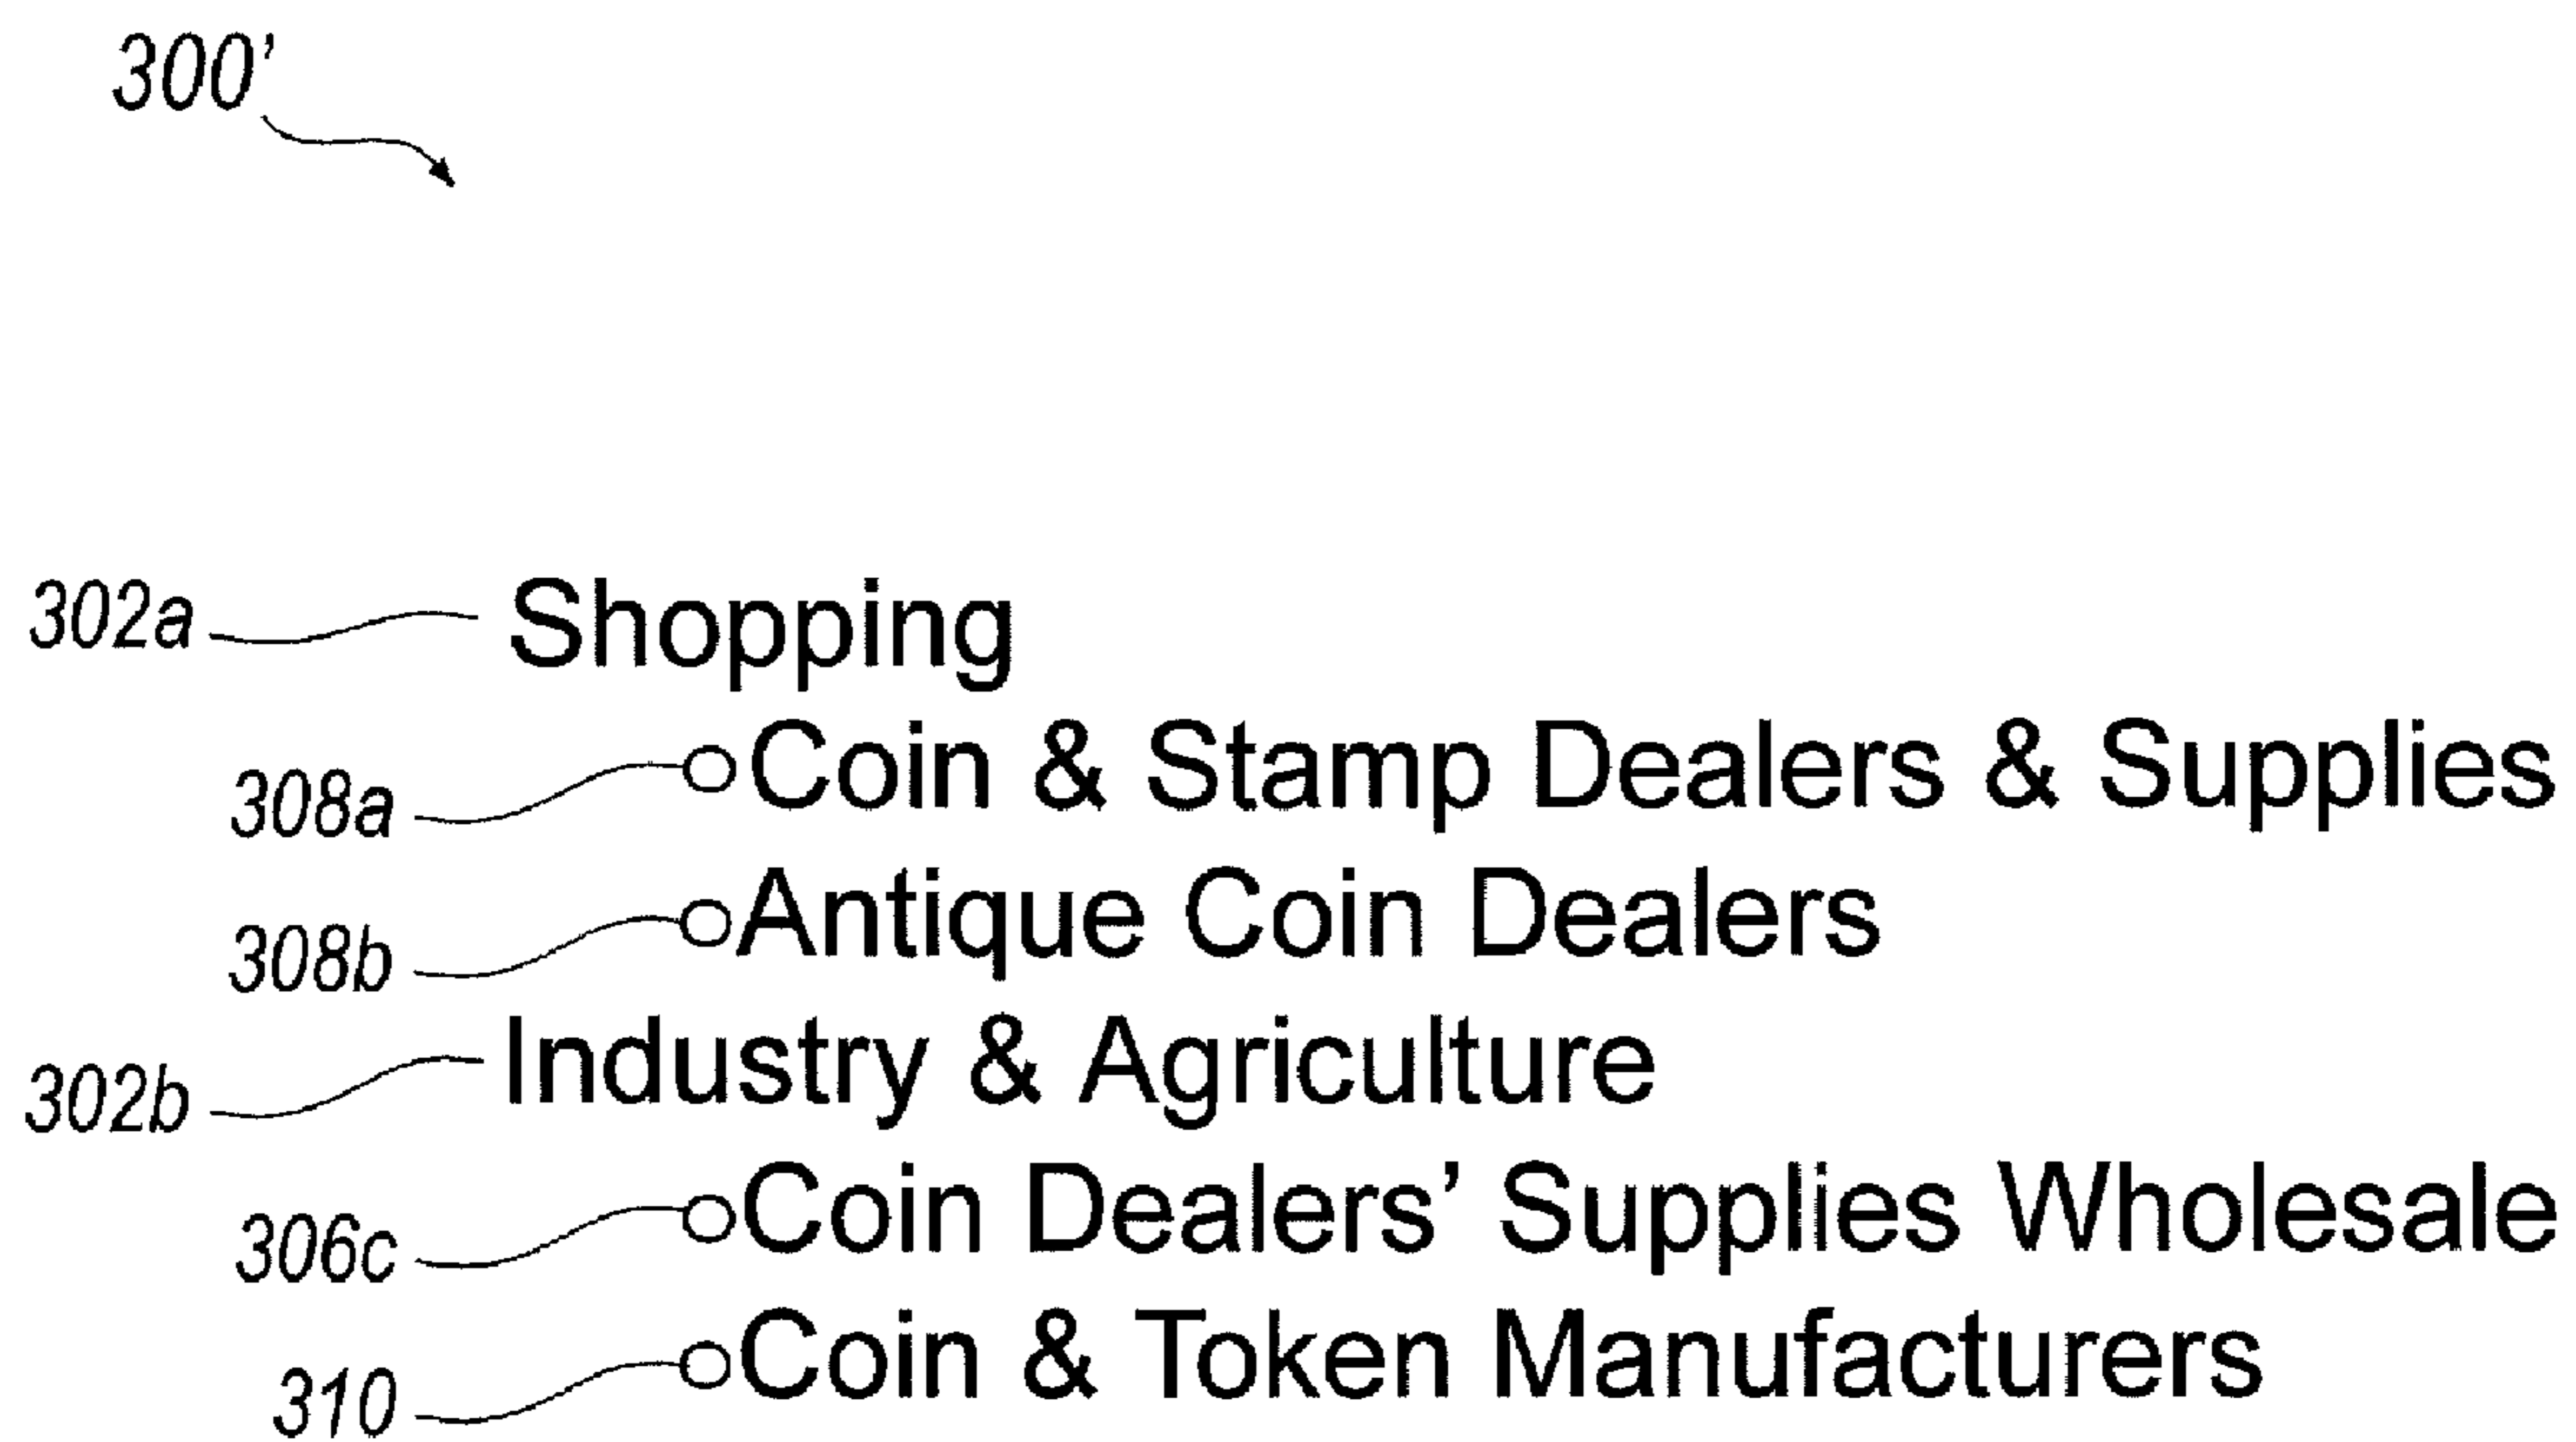 300'
302a Shopping
308a Coin & Stamp Dealers & Supplies
308b Antique Coin Dealers
302b Industry & Agriculture
306c Coin Dealers’ Supplies Wholesale
310 Coin & Token Manufacturers